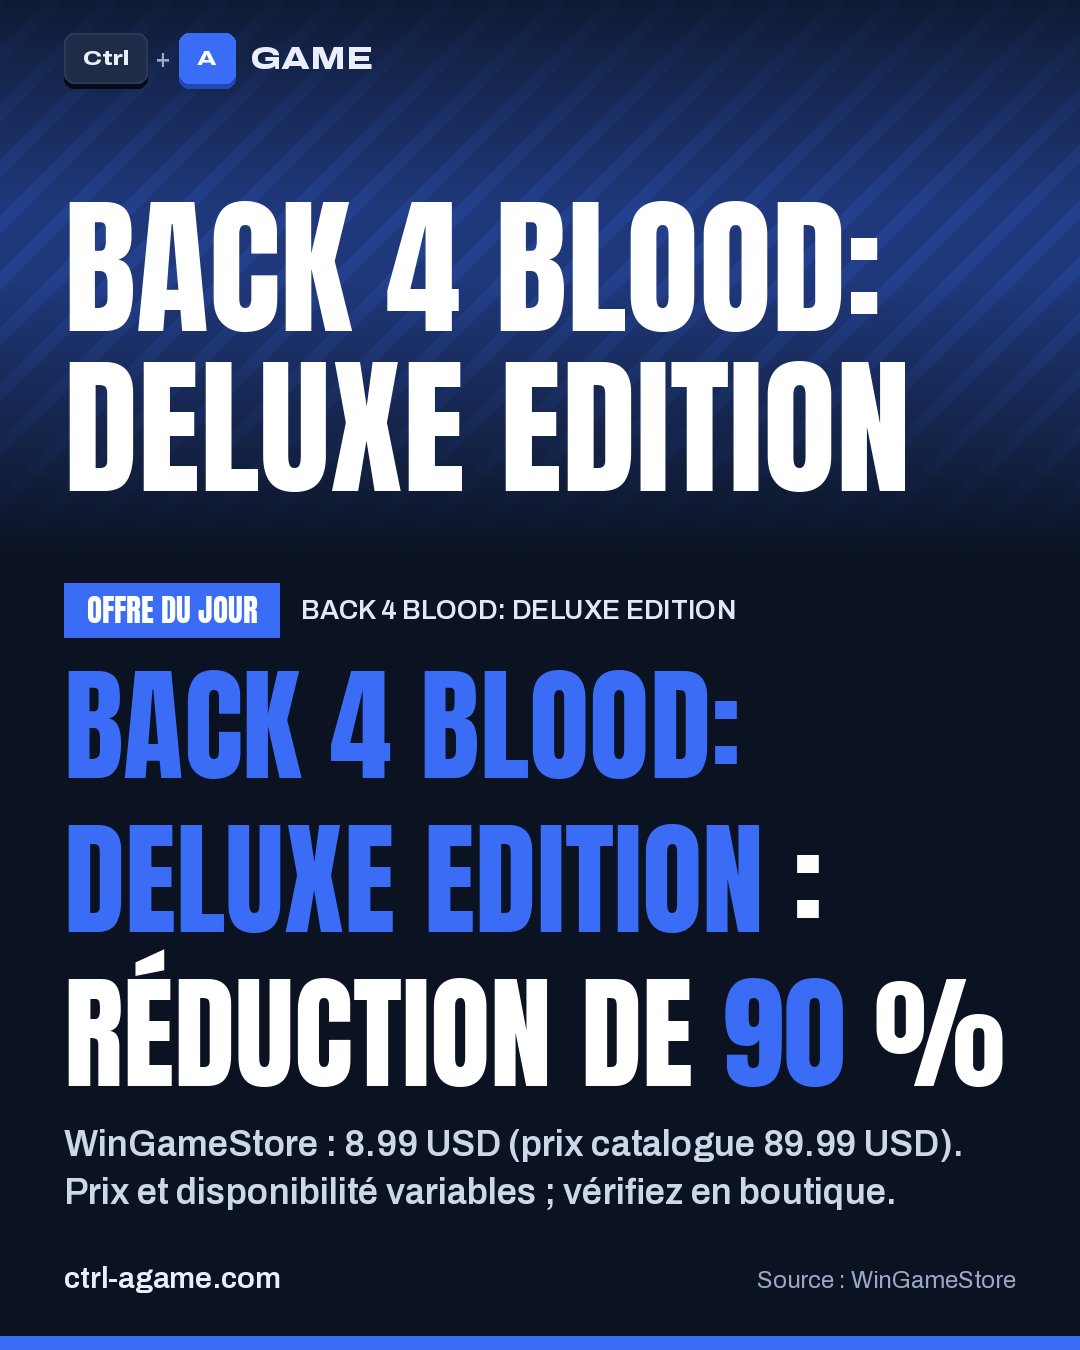 Ctrl + A GAME
BACK 4 BLOOD:
DELUXE EDITION
OFFRE DU JOUR BACK 4 BLOOD: DELUXE EDITION
BACK 4 BLOOD:
DELUXE EDITION :
RÉDUCTION DE 90 %
WinGameStore : 8.99 USD (prix catalogue 89.99 USD).
Prix et disponibilité variables ; vérifiez en boutique.
ctrl-agame.com Source : WinGameStore